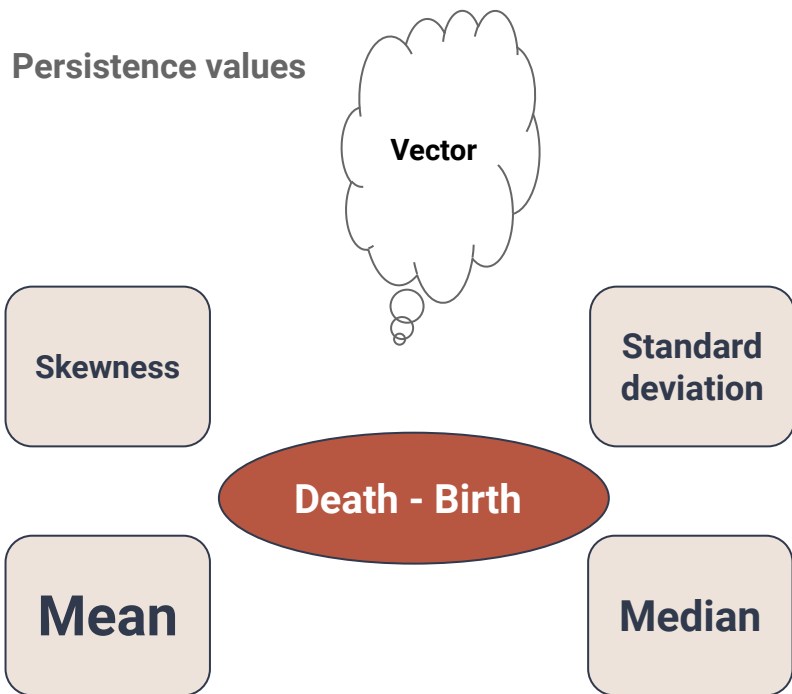 Persistence values
Vector
Skewness
Standard
deviation
Death - Birth
Mean
Median